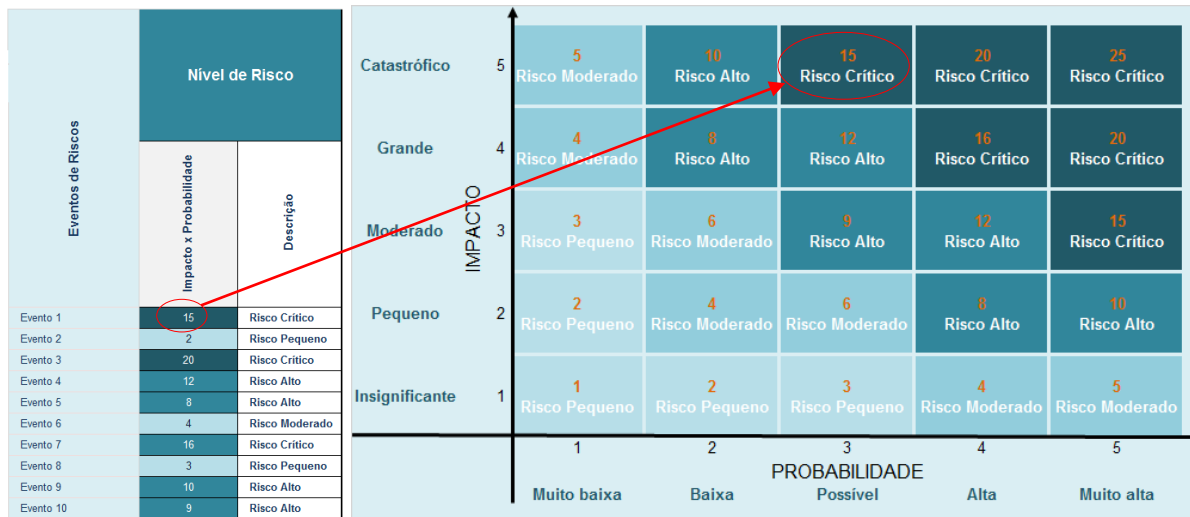 Nível de Risco
Eventos de Riscos
Impacto x Probabilidade
Descrição
Evento 1 15 Risco Crítico
Evento 2 2 Risco Pequeno
Evento 3 20 Risco Crítico
Evento 4 12 Risco Alto
Evento 5 8 Risco Alto
Evento 6 4 Risco Moderado
Evento 7 16 Risco Crítico
Evento 8 3 Risco Pequeno
Evento 9 10 Risco Alto
Evento 10 9 Risco Alto
IMPACTO
Catastrófico 5
5 10 15 20 25
Risco Moderado Risco Alto Risco Crítico Risco Crítico Risco Crítico
Grande 4
4 8 12 16 20
Risco Moderado Risco Alto Risco Alto Risco Crítico Risco Crítico
Moderado 3
3 6 9 12 15
Risco Pequeno Risco Moderado Risco Alto Risco Alto Risco Crítico
Pequeno 2
2 4 6 8 10
Risco Pequeno Risco Moderado Risco Moderado Risco Alto Risco Alto
Insignificante 1
1 2 3 4 5
Risco Pequeno Risco Pequeno Risco Pequeno Risco Moderado Risco Moderado
1 2 3 4 5
PROBABILIDADE
Muito baixa Baixa Possível Alta Muito alta